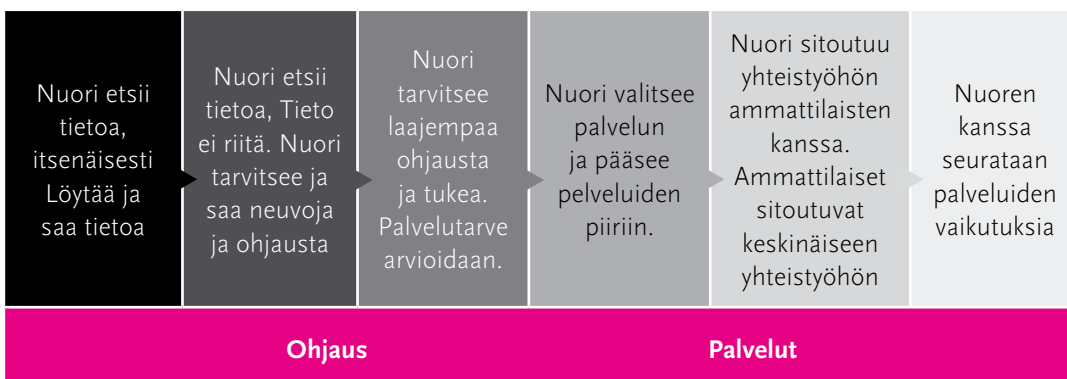 Nuori etsii
tietoa,
itsenäisesti
Löytää ja
saa tietoa
Nuori etsii
tietoa, Tieto
ei riitä. Nuori
tarvitsee ja
saa neuvoja
ja ohjausta
Nuori
tarvitsee
laajempaa
ohjausta
ja tukea.
Palvelutarve
arvioidaan.
Nuori valitsee
palvelun
ja pääsee
pelveluiden
piiriin.
Nuori sitoutuu
yhteistyöhön
ammattilaisten
kanssa.
Ammattilaiset
sitoutuvat
keskinäiseen
yhteistyöhön
Nuoren
kanssa
seurataan
palveluiden
vaikutuksia
Ohjaus
Palvelut